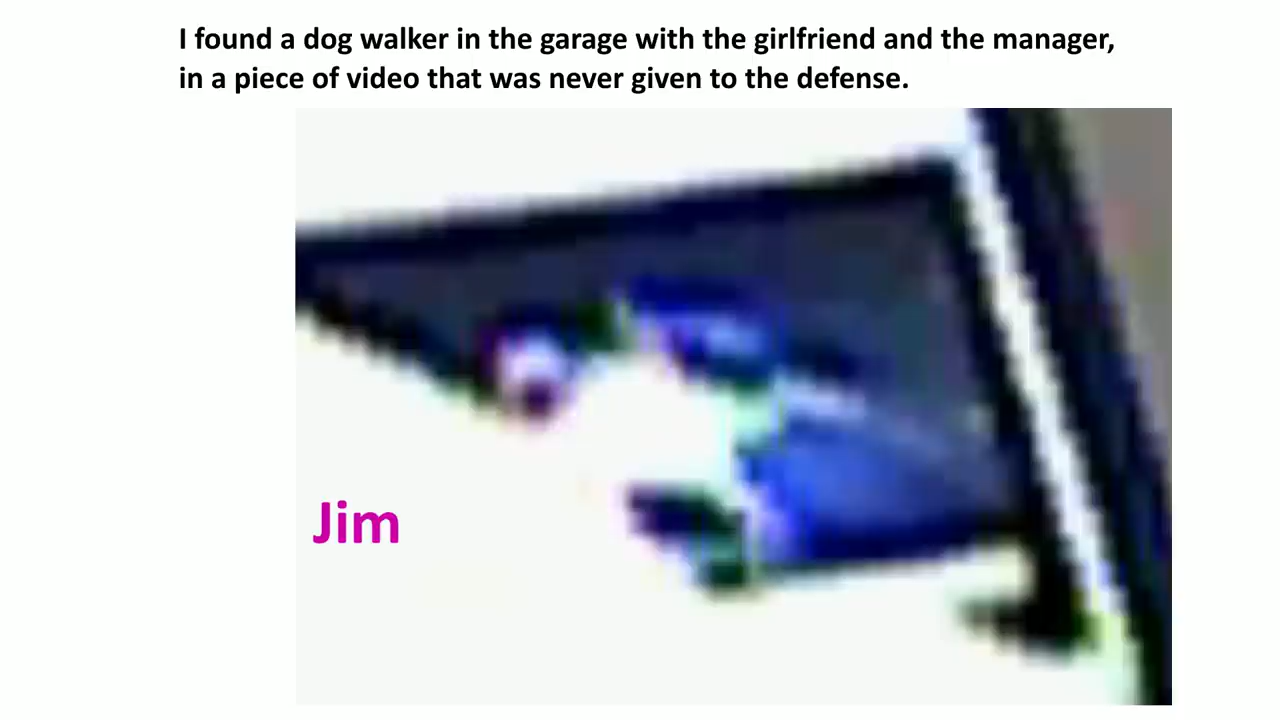 I found a dog walker in the garage with the girlfriend and the manager,
in a piece of video that was never given to the defense.
Jim